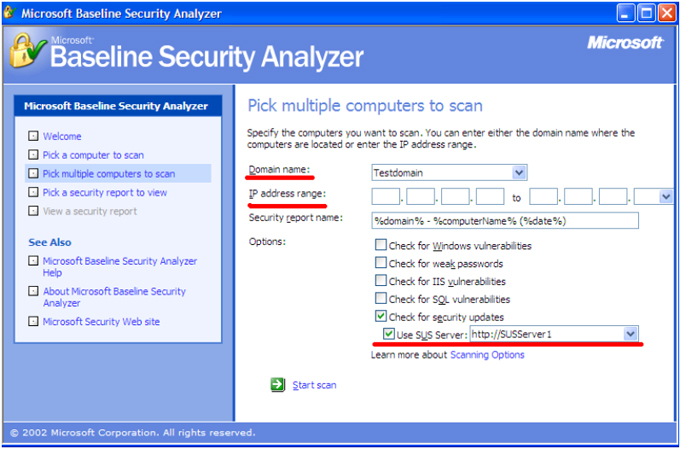 Microsoft Baseline Security Analyzer
Microsoft
Baseline Security Analyzer
Microsoft
Microsoft Baseline Security Analyzer
Welcome
Pick a computer to scan
Pick multiple computers to scan
Pick a security report to view
View a security report
See Also
Microsoft Baseline Security Analyzer
Help
About Microsoft Baseline Security
Analyzer
Microsoft Security Web site
Pick multiple computers to scan
Specify the computers you want to scan. You can enter either the domain name where the
computers are located or enter the IP address range.
Domain name: Testdomain
IP address range: . . . to . . .
Security report name: %domain% - %computerName% (%date%)
Options:
Check for Windows vulnerabilities
Check for weak passwords
Check for IIS vulnerabilities
Check for SQL vulnerabilities
Check for security updates
Use SUS Server: http://SUSServer1
Learn more about Scanning Options
Start scan
© 2002 Microsoft Corporation. All rights reserved.